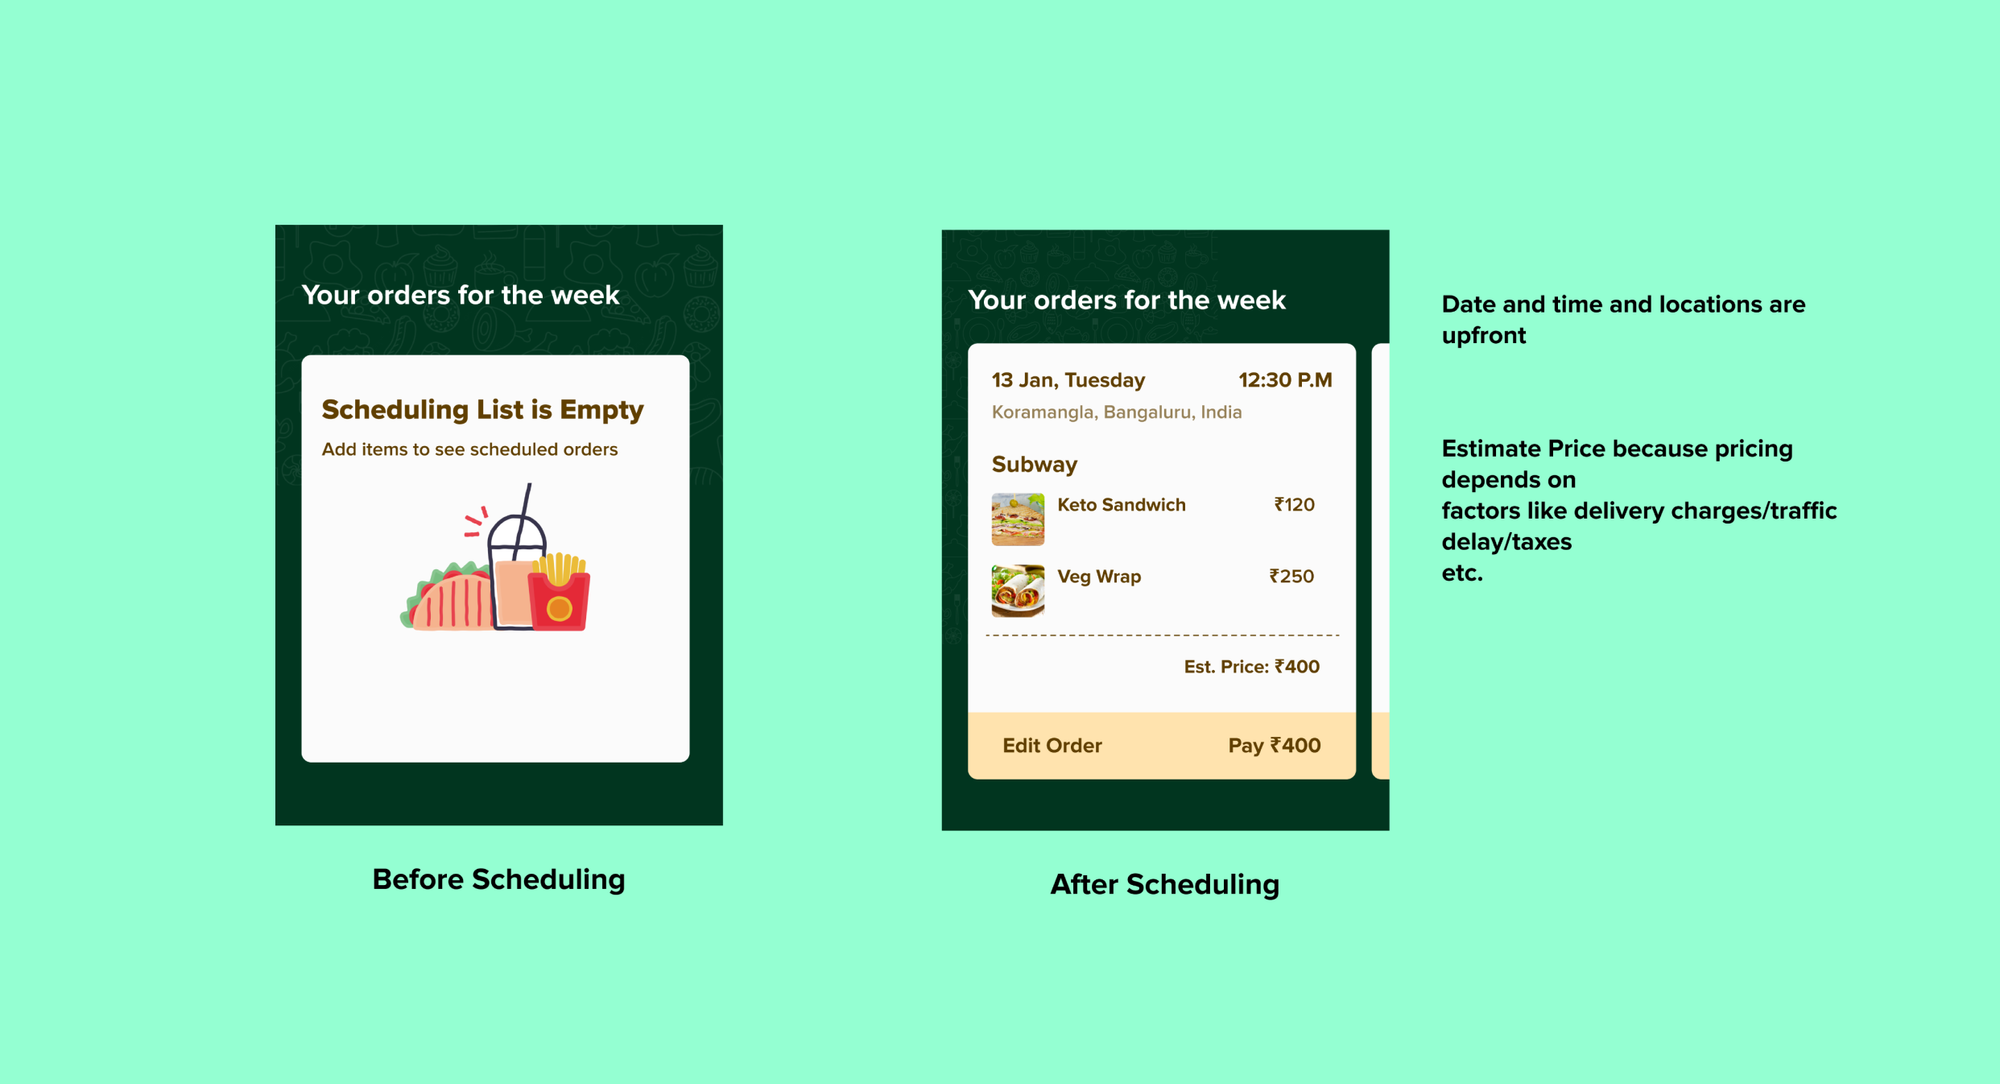 Your orders for the week
Scheduling List is Empty
Add items to see scheduled orders
Before Scheduling
Your orders for the week
13 Jan, Tuesday 12:30 P.M
Koramangla, Bangaluru, India
Subway
Keto Sandwich ₹120
Veg Wrap ₹250
Est. Price: ₹400
Edit Order Pay ₹400
After Scheduling
Date and time and locations are
upfront
Estimate Price because pricing
depends on
factors like delivery charges/traffic
delay/taxes
etc.